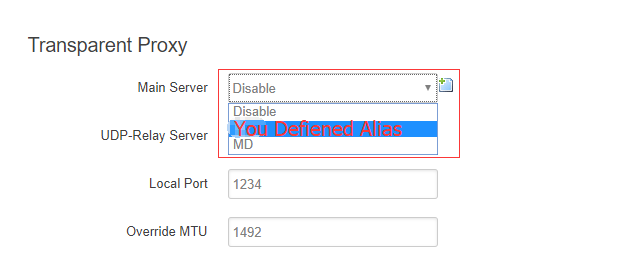 Transparent Proxy
Main Server
Disable
Disable
You Defiened Alias
UDP-Relay Server
MD
Local Port
1234
Override MTU
1492